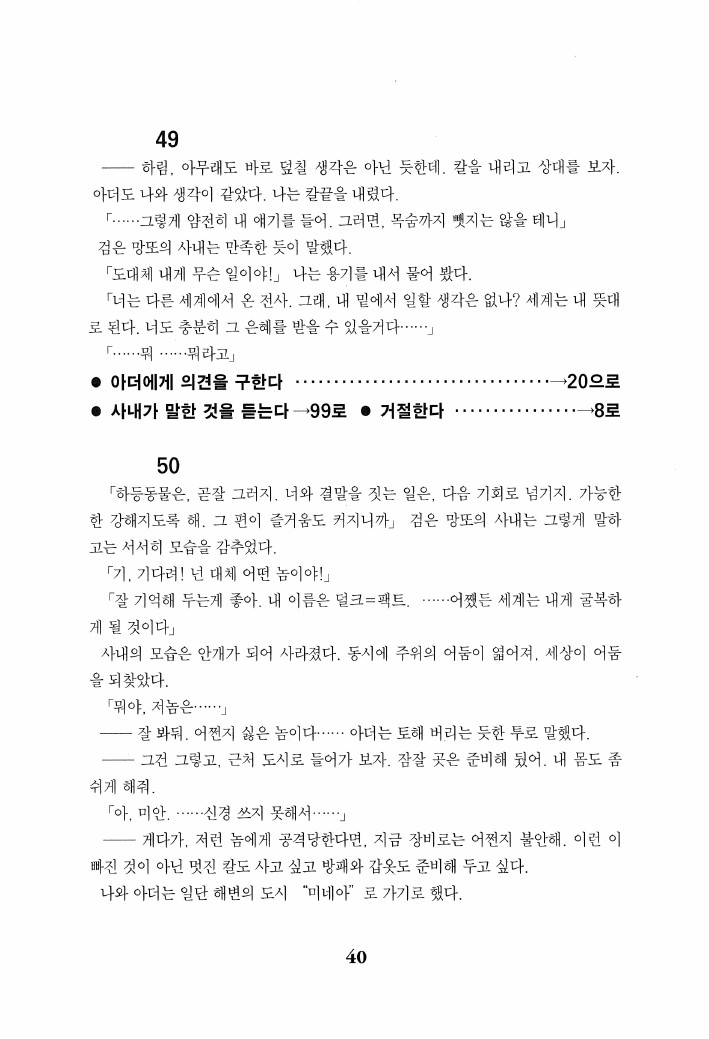 49
—— 하림, 아무래도 바로 덮칠 생각은 아닌 듯한데. 칼을 내리고 상대를 보자.
아더도 나와 생각이 같았다. 나는 칼끝을 내렸다.
「……그렇게 얌전히 내 얘기를 들어. 그러면, 목숨까지 뺏지는 않을 테니」
검은 망또의 사내는 만족한 듯이 말했다.
「도대체 내게 무슨 일이야!」 나는 용기를 내서 물어 봤다.
「너는 다른 세계에서 온 전사. 그래, 내 밑에서 일할 생각은 없나? 세계는 내 뜻대
로 된다. 너도 충분히 그 은혜를 받을 수 있을거다……」
「……뭐 ……뭐라고」
● 아더에게 의견을 구한다 ………………………………→20으로
● 사내가 말한 것을 듣는다→99로 ● 거절한다 ………………→8로
50
「하등동물은, 곧잘 그러지. 너와 결말을 짓는 일은, 다음 기회로 넘기지. 가능한
한 강해지도록 해. 그 편이 즐거움도 커지니까」 검은 망또의 사내는 그렇게 말하
고는 서서히 모습을 감추었다.
「기, 기다려! 넌 대체 어떤 놈이야!」
「잘 기억해 두는게 좋아. 내 이름은 덜크=팩트. ……어쨌든 세계는 내게 굴복하
게 될 것이다」
사내의 모습은 안개가 되어 사라졌다. 동시에 주위의 어둠이 엷어져, 세상이 어둠
을 되찾았다.
「뭐야, 저놈은……」
—— 잘 봐둬. 어쩐지 싫은 놈이다…… 아더는 토해 버리는 듯한 투로 말했다.
—— 그건 그렇고, 근처 도시로 들어가 보자. 잠잘 곳은 준비해 뒀어. 내 몸도 좀
쉬게 해줘.
「아, 미안. ……신경 쓰지 못해서……」
—— 게다가, 저런 놈에게 공격당한다면, 지금 장비로는 어쩐지 불안해. 이런 이
빠진 것이 아닌 멋진 칼도 사고 싶고 방패와 갑옷도 준비해 두고 싶다.
나와 아더는 일단 해변의 도시 “미네아” 로 가기로 했다.
40